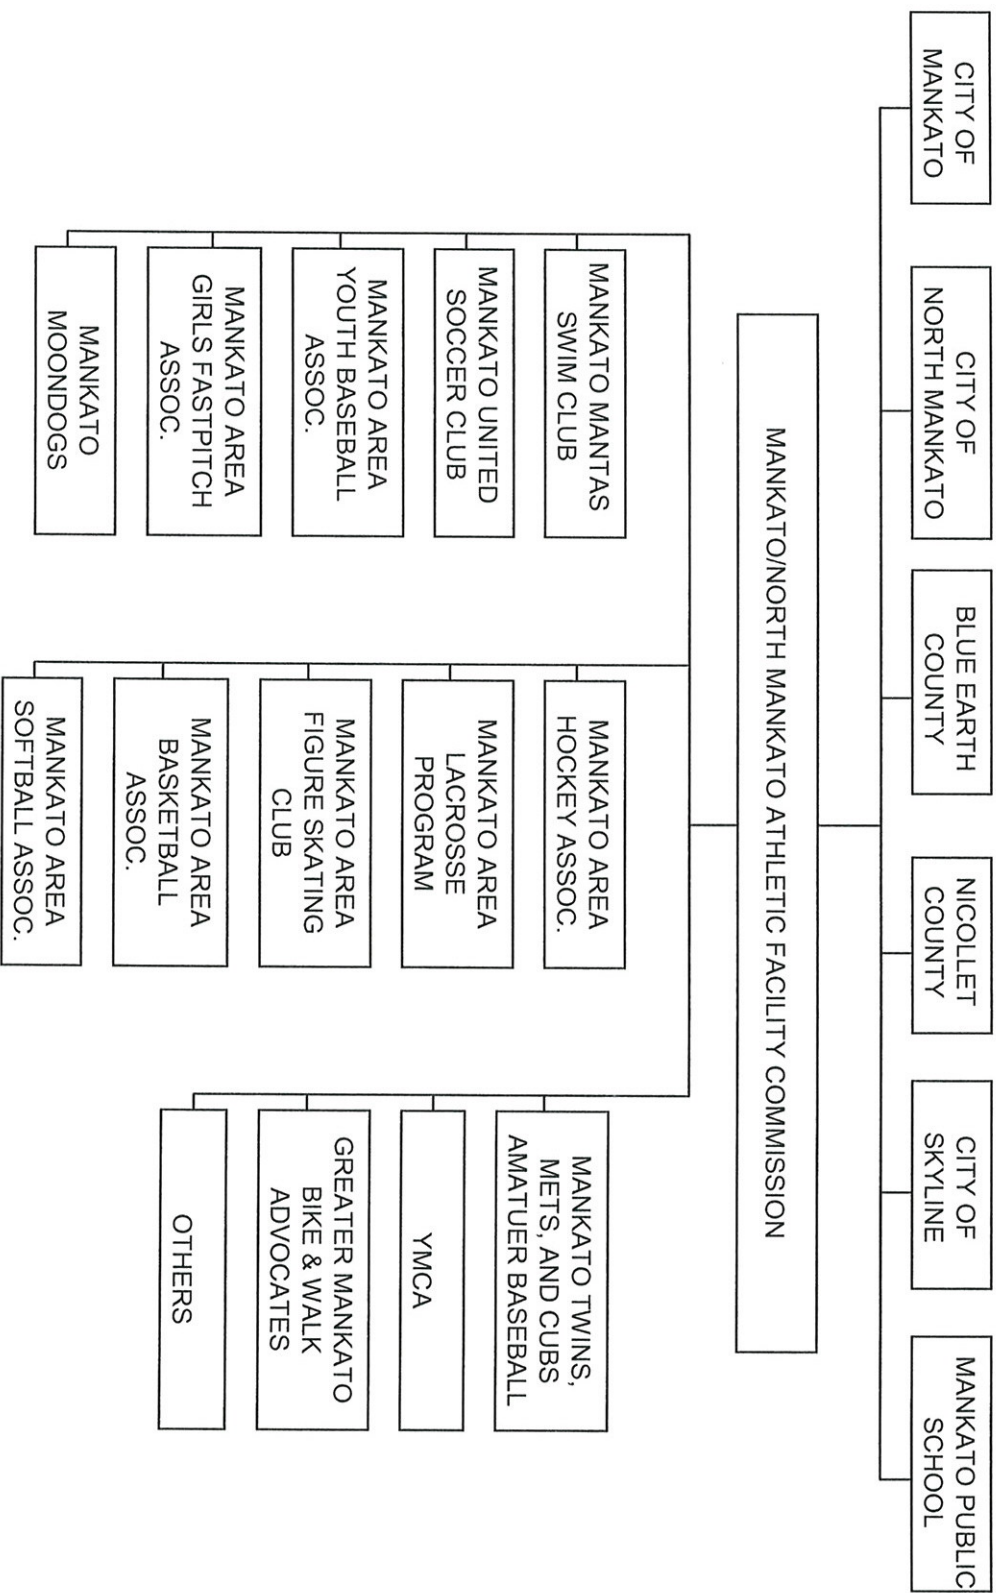 CITY OF
MANKATO
CITY OF
NORTH MANKATO
BLUE EARTH
COUNTY
NICOLLET
COUNTY
CITY OF
SKYLINE
MANKATO PUBLIC
SCHOOL
MANKATO/NORTH MANKATO ATHLETIC FACILITY COMMISSION
MANKATO MANTAS
SWIM CLUB
MANKATO UNITED
SOCCER CLUB
MANKATO AREA
YOUTH BASEBALL
ASSOC.
MANKATO AREA
GIRLS FASTPITCH
ASSOC.
MANKATO
MOONDOGS
MANKATO AREA
HOCKEY ASSOC.
MANKATO AREA
LACROSSE
PROGRAM
MANKATO AREA
FIGURE SKATING
CLUB
MANKATO AREA
BASKETBALL
ASSOC.
MANKATO AREA
SOFTBALL ASSOC.
MANKATO TWINS,
METS, AND CUBS
AMATUER BASEBALL
YMCA
GREATER MANKATO
BIKE & WALK
ADVOCATES
OTHERS